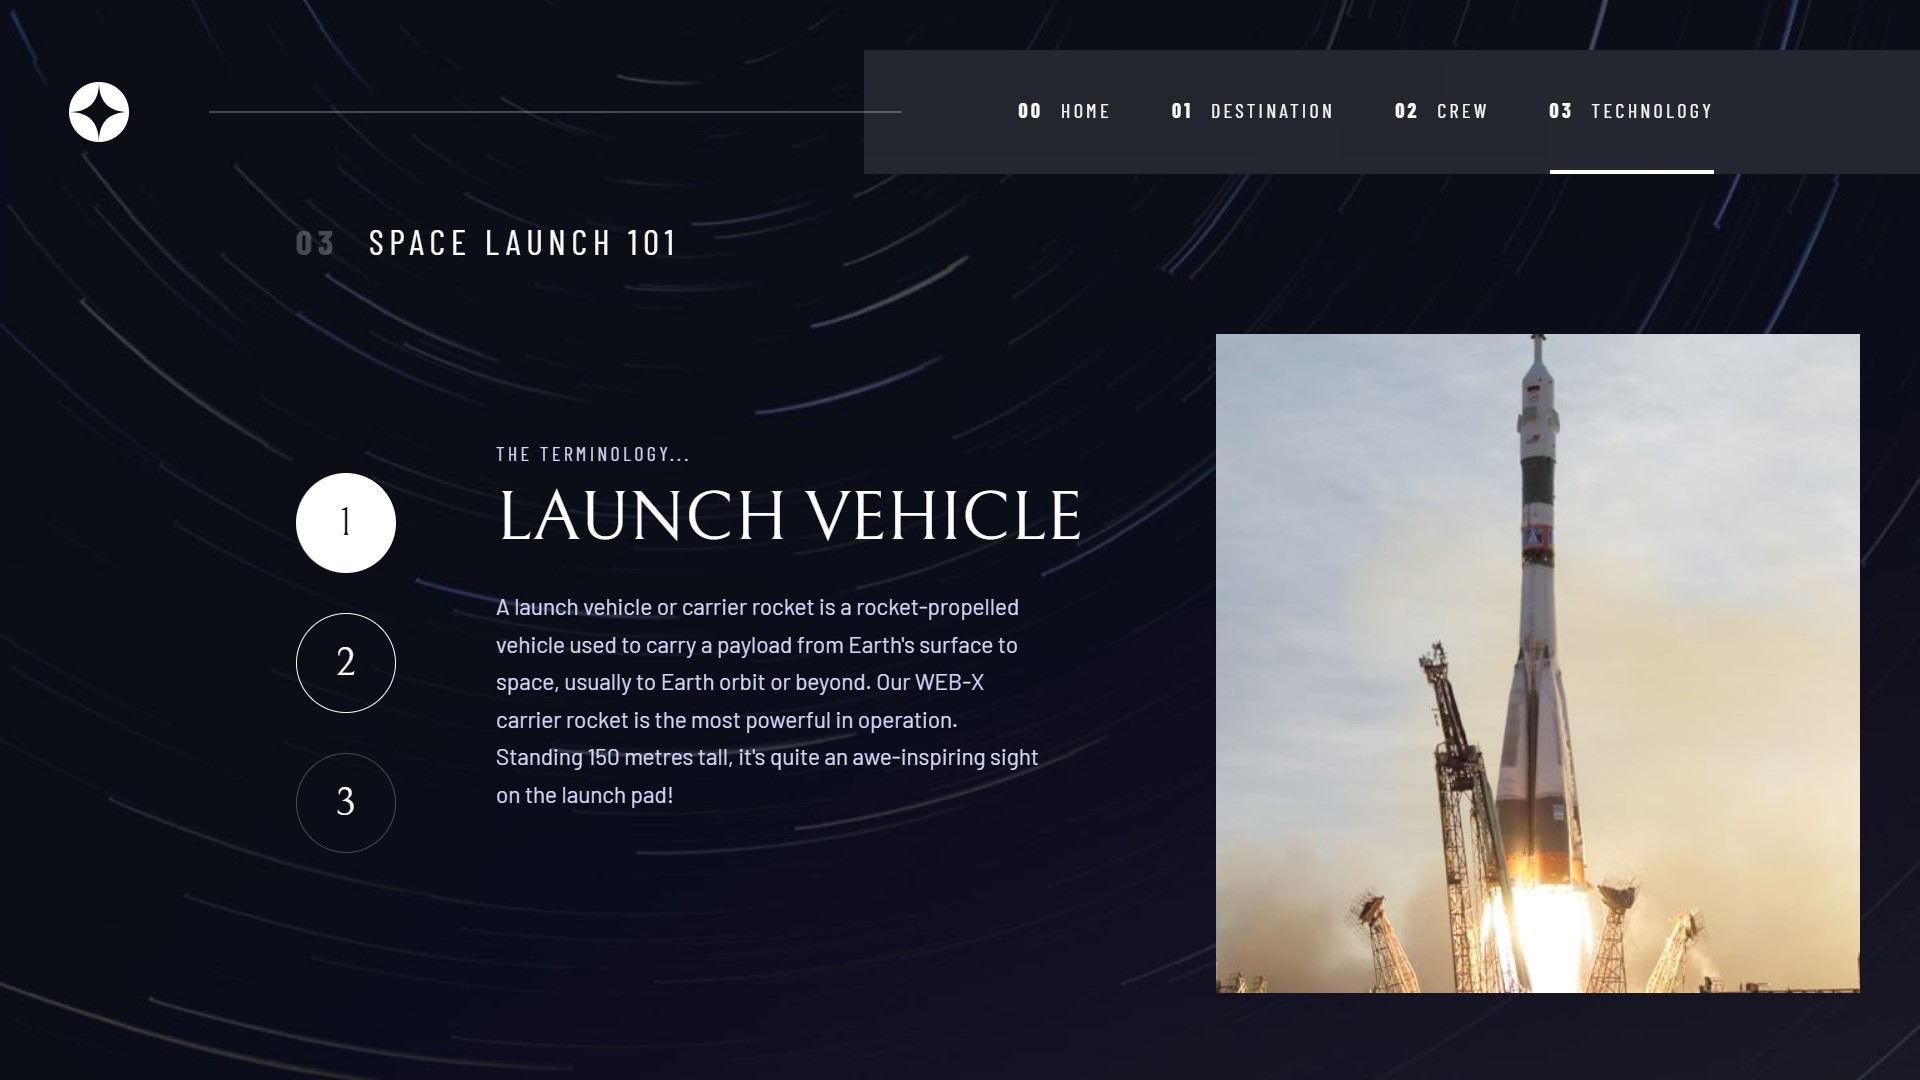 00 HOME 01 DESTINATION 02 CREW 03 TECHNOLOGY
03 SPACE LAUNCH 101
THE TERMINOLOGY...
LAUNCH VEHICLE
1
2
3
A launch vehicle or carrier rocket is a rocket-propelled
vehicle used to carry a payload from Earth's surface to
space, usually to Earth orbit or beyond. Our WEB-X
carrier rocket is the most powerful in operation.
Standing 150 metres tall, it's quite an awe-inspiring sight
on the launch pad!